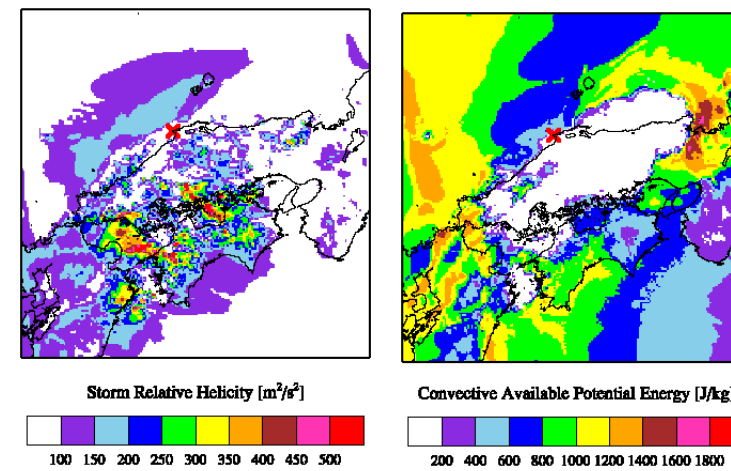 Storm Relative Helicity [m²/s²]
100 150 200 250 300 350 400 450 500
Convective Available Potential Energy [J/kg]
200 400 600 800 1000 1200 1400 1600 1800